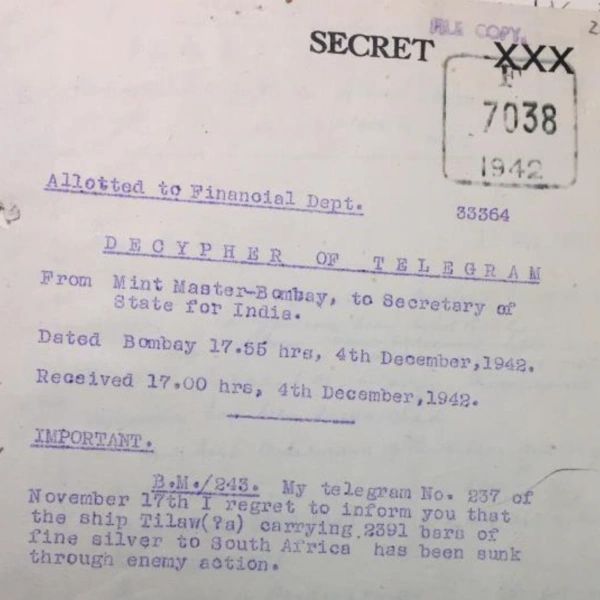 FILE COPY.
SECRET XXX
F
7038
1942
Allotted to Financial Dept.
33364
DECYPHER OF TELEGRAM
From Mint Master-Bombay, to Secretary of
State for India.
Dated Bombay 17.55 hrs, 4th December,1942.
Received 17.00 hrs, 4th December,1942.
IMPORTANT.
B.M./243. My telegram No. 237 of
November 17th I regret to inform you that
the ship Tilaw(?a) carrying 2391 bars of
fine silver to South Africa has been sunk
through enemy action.